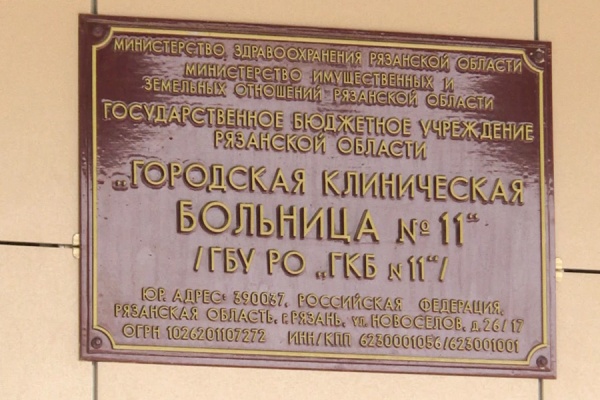 МИНИСТЕРСТВО ЗДРАВООХРАНЕНИЯ РЯЗАНСКОЙ ОБЛАСТИ
МИНИСТЕРСТВО ИМУЩЕСТВЕННЫХ И
ЗЕМЕЛЬНЫХ ОТНОШЕНИЙ РЯЗАНСКОЙ ОБЛАСТИ
ГОСУДАРСТВЕННОЕ БЮДЖЕТНОЕ УЧРЕЖДЕНИЕ
РЯЗАНСКОЙ ОБЛАСТИ
„ГОРОДСКАЯ КЛИНИЧЕСКАЯ
БОЛЬНИЦА № 11“
/ГБУ РО „ГКБ N11“/
ЮР. АДРЕС: 390037, РОССИЙСКАЯ ФЕДЕРАЦИЯ,
РЯЗАНСКАЯ ОБЛАСТЬ, г. РЯЗАНЬ, ул. НОВОСЕЛОВ, д. 26/17
ОГРН 1026201107272 ИНН/КПП 6230001056/623001001